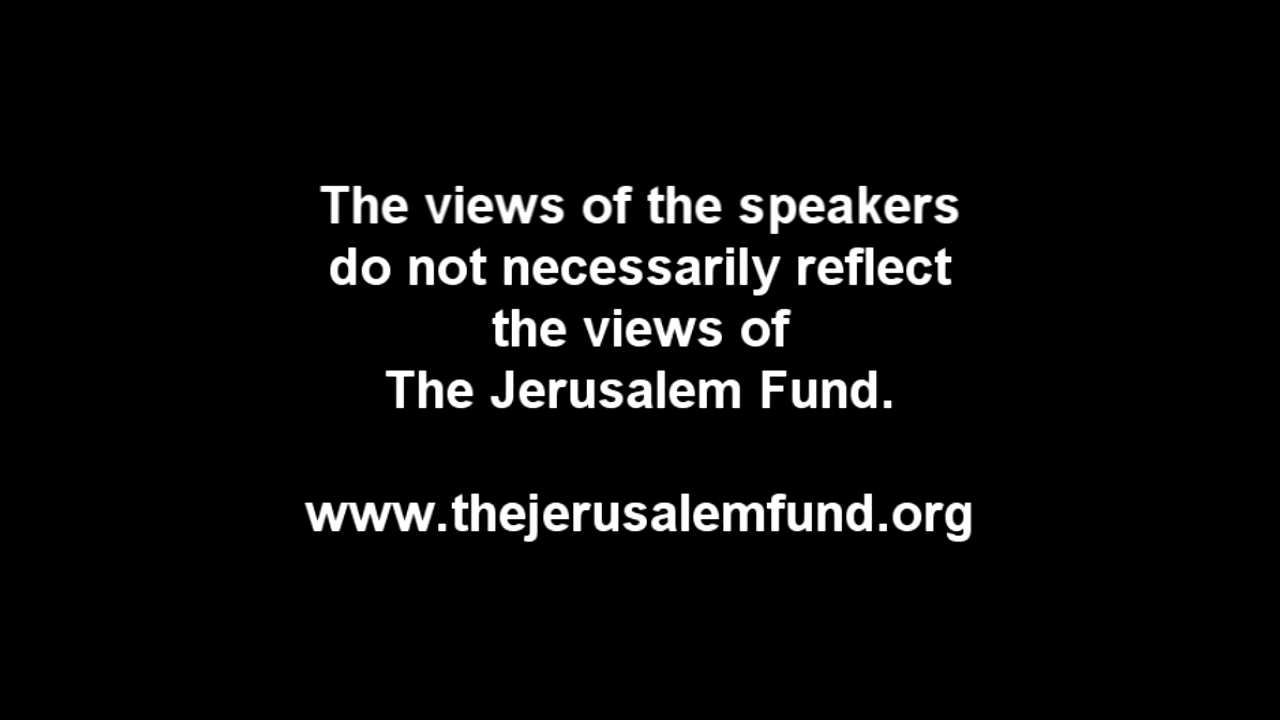 The views of the speakers
do not necessarily reflect
the views of
The Jerusalem Fund.
www.thejerusalemfund.org